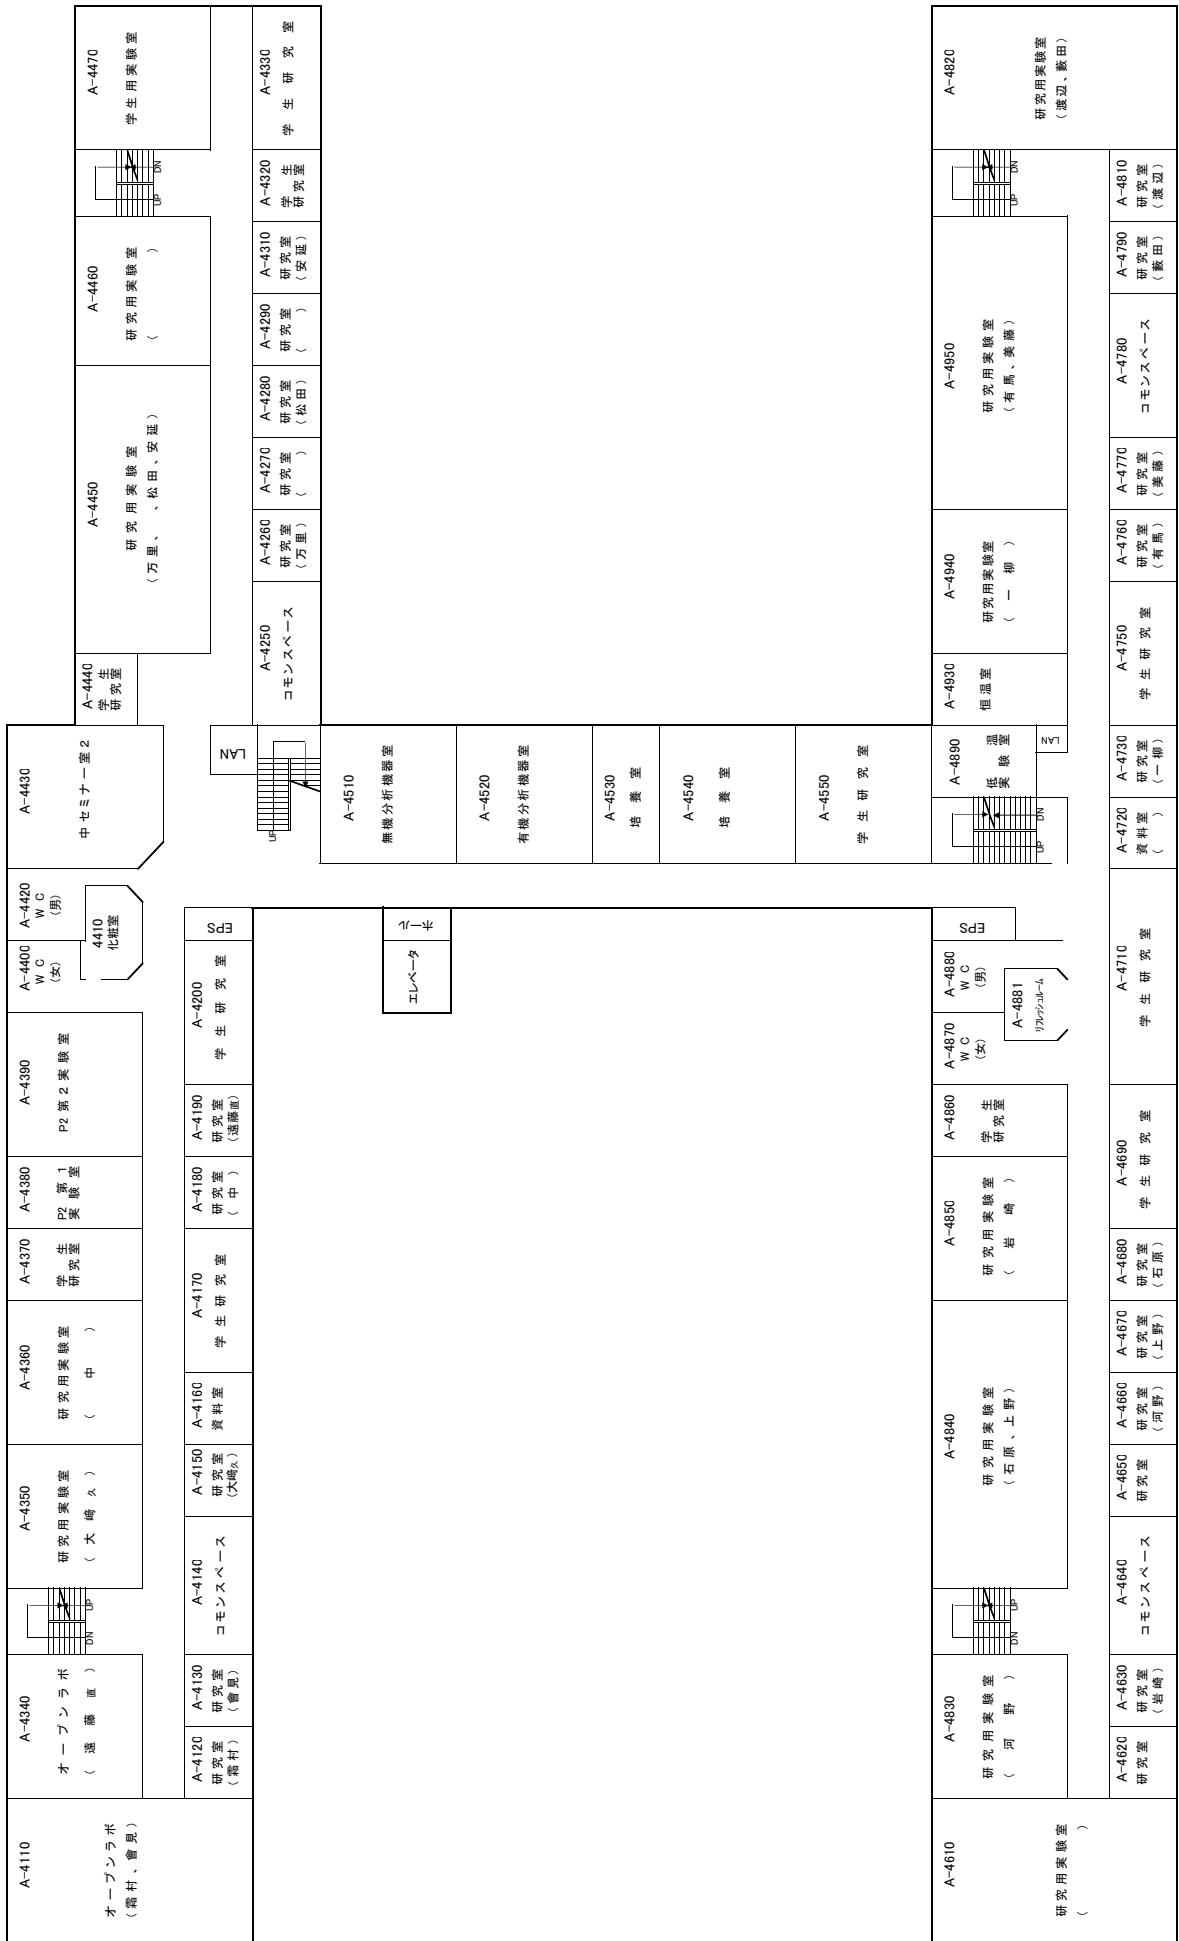 A-4470
学生用実験室
UP
DN
A-4460
研究用実験室
（　　　）
A-4450
研究用実験室
（万里、　、松田、安延）
A-4440
学生
研究室
A-4330
学生研究室
A-4320
学生
研究室
A-4310
研究室
（安延）
A-4290
研究室
（　　）
A-4280
研究室
（松田）
A-4270
研究室
（　　）
A-4260
研究室
（万里）
A-4250
コモンスペース
A-4820
研究用実験室
（渡辺、薮田）
UP
DN
A-4950
研究用実験室
（有馬、美藤）
A-4940
研究用実験室
（一柳）
A-4930
恒温室
A-4810
研究室
（渡辺）
A-4790
研究室
（薮田）
A-4780
コモンスペース
A-4770
研究室
（美藤）
A-4760
研究室
（有馬）
A-4750
学生研究室
A-4430
中セミナー室２
LAN
UP
A-4510
無機分析機器室
A-4520
有機分析機器室
A-4530
培養室
A-4540
培養室
A-4550
学生研究室
A-4890
低温
実験室
LAN
UP
DN
A-4730
研究室
（一柳）
A-4720
資料室
（　　）
A-4420
ＷＣ
（男）
4410
化粧室
A-4400
ＷＣ
（女）
EPS
ホール
エレベータ
EPS
A-4880
ＷＣ
（男）
A-4881
リフレッシュルーム
A-4870
ＷＣ
（女）
A-4710
学生研究室
A-4390
P2第２実験室
A-4380
P2第１
実験室
A-4370
学生
研究室
A-4360
研究用実験室
（中）
A-4350
研究用実験室
（大﨑久）
DN
UP
A-4340
オープンラボ
（遠藤直）
A-4110
オープンラボ
（霜村、會見）
A-4200
学生研究室
A-4190
研究室
（遠藤直）
A-4180
研究室
（中）
A-4170
学生研究室
A-4160
資料室
A-4150
研究室
（大﨑久）
A-4140
コモンスペース
A-4130
研究室
（會見）
A-4120
研究室
（霜村）
A-4860
学生
研究室
A-4850
研究用実験室
（岩崎）
A-4840
研究用実験室
（石原、上野）
DN
UP
A-4830
研究用実験室
（河野）
A-4610
研究用実験室
（　　　）
A-4690
学生研究室
A-4680
研究室
（石原）
A-4670
研究室
（上野）
A-4660
研究室
（河野）
A-4650
研究室
A-4640
コモンスペース
A-4630
研究室
（岩崎）
A-4620
研究室